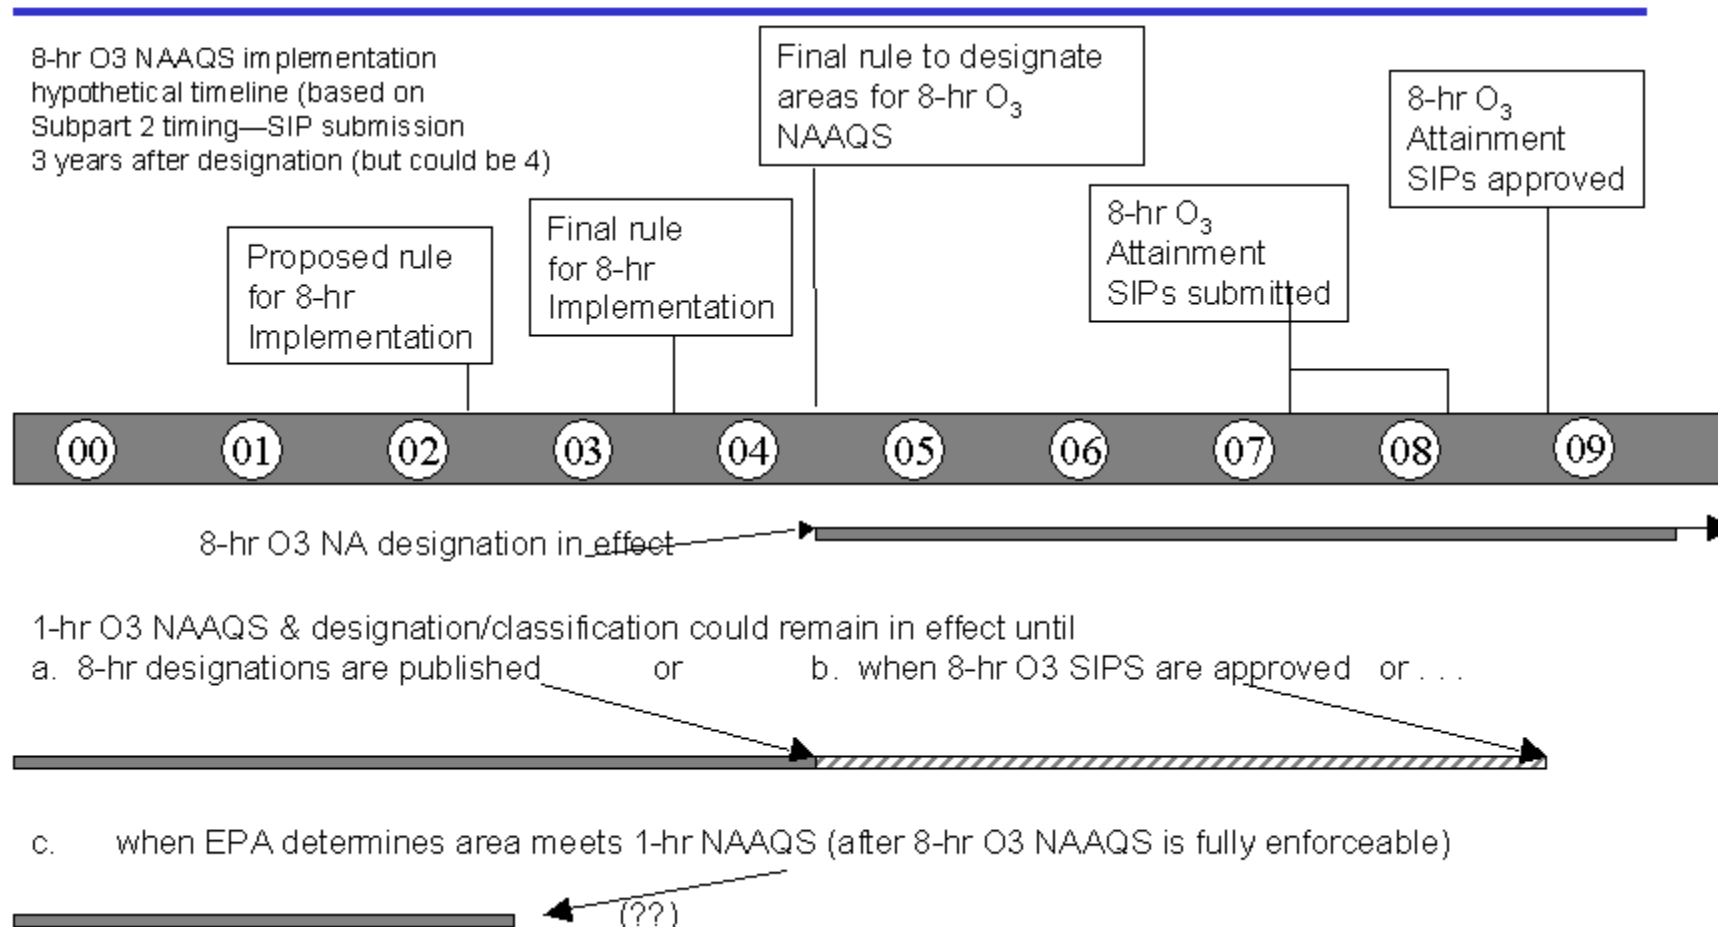 8-hr O3 NAAQS implementation
hypothetical timeline (based on
Subpart 2 timing—SIP submission
3 years after designation (but could be 4)
Proposed rule
for 8-hr
Implementation
Final rule
for 8-hr
Implementation
Final rule to designate
areas for 8-hr O₃
NAAQS
8-hr O₃
Attainment
SIPs submitted
8-hr O₃
Attainment
SIPs approved
00 01 02 03 04 05 06 07 08 09
8-hr O3 NA designation in effect
1-hr O3 NAAQS & designation/classification could remain in effect until
a. 8-hr designations are published or b. when 8-hr O3 SIPS are approved or . . .
c. when EPA determines area meets 1-hr NAAQS (after 8-hr O3 NAAQS is fully enforceable)
(??)